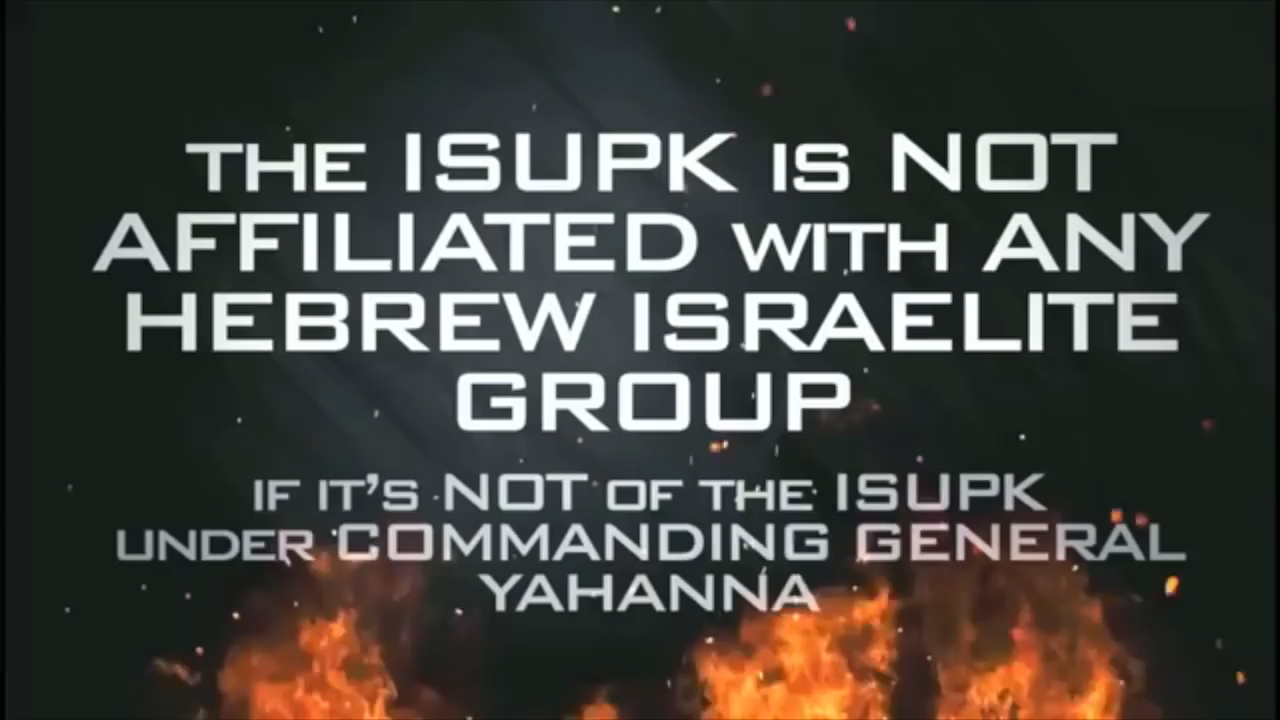 THE ISUPK IS NOT
AFFILIATED WITH ANY
HEBREW ISRAELITE
GROUP
IF IT'S NOT OF THE ISUPK
UNDER COMMANDING GENERAL
YAHANNA